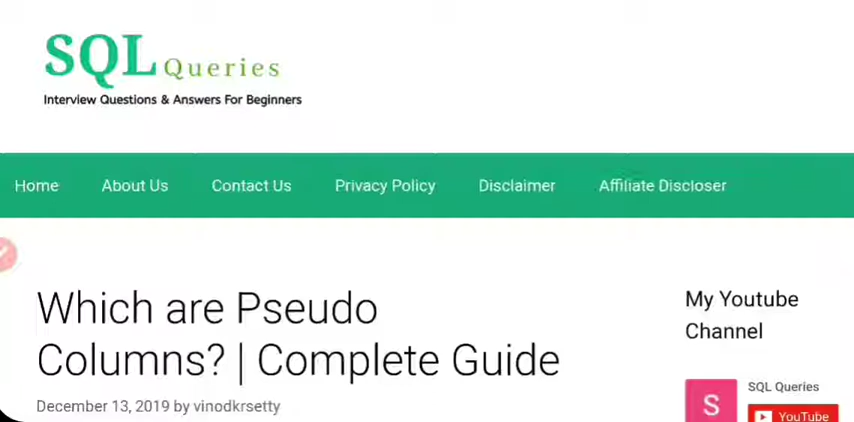 SQL Queries
Interview Questions & Answers For Beginners
Home About Us Contact Us Privacy Policy Disclaimer Affiliate Discloser
Which are Pseudo
Columns? | Complete Guide
December 13, 2019 by vinodkrsetty
My Youtube
Channel
S
SQL Queries
YouTube